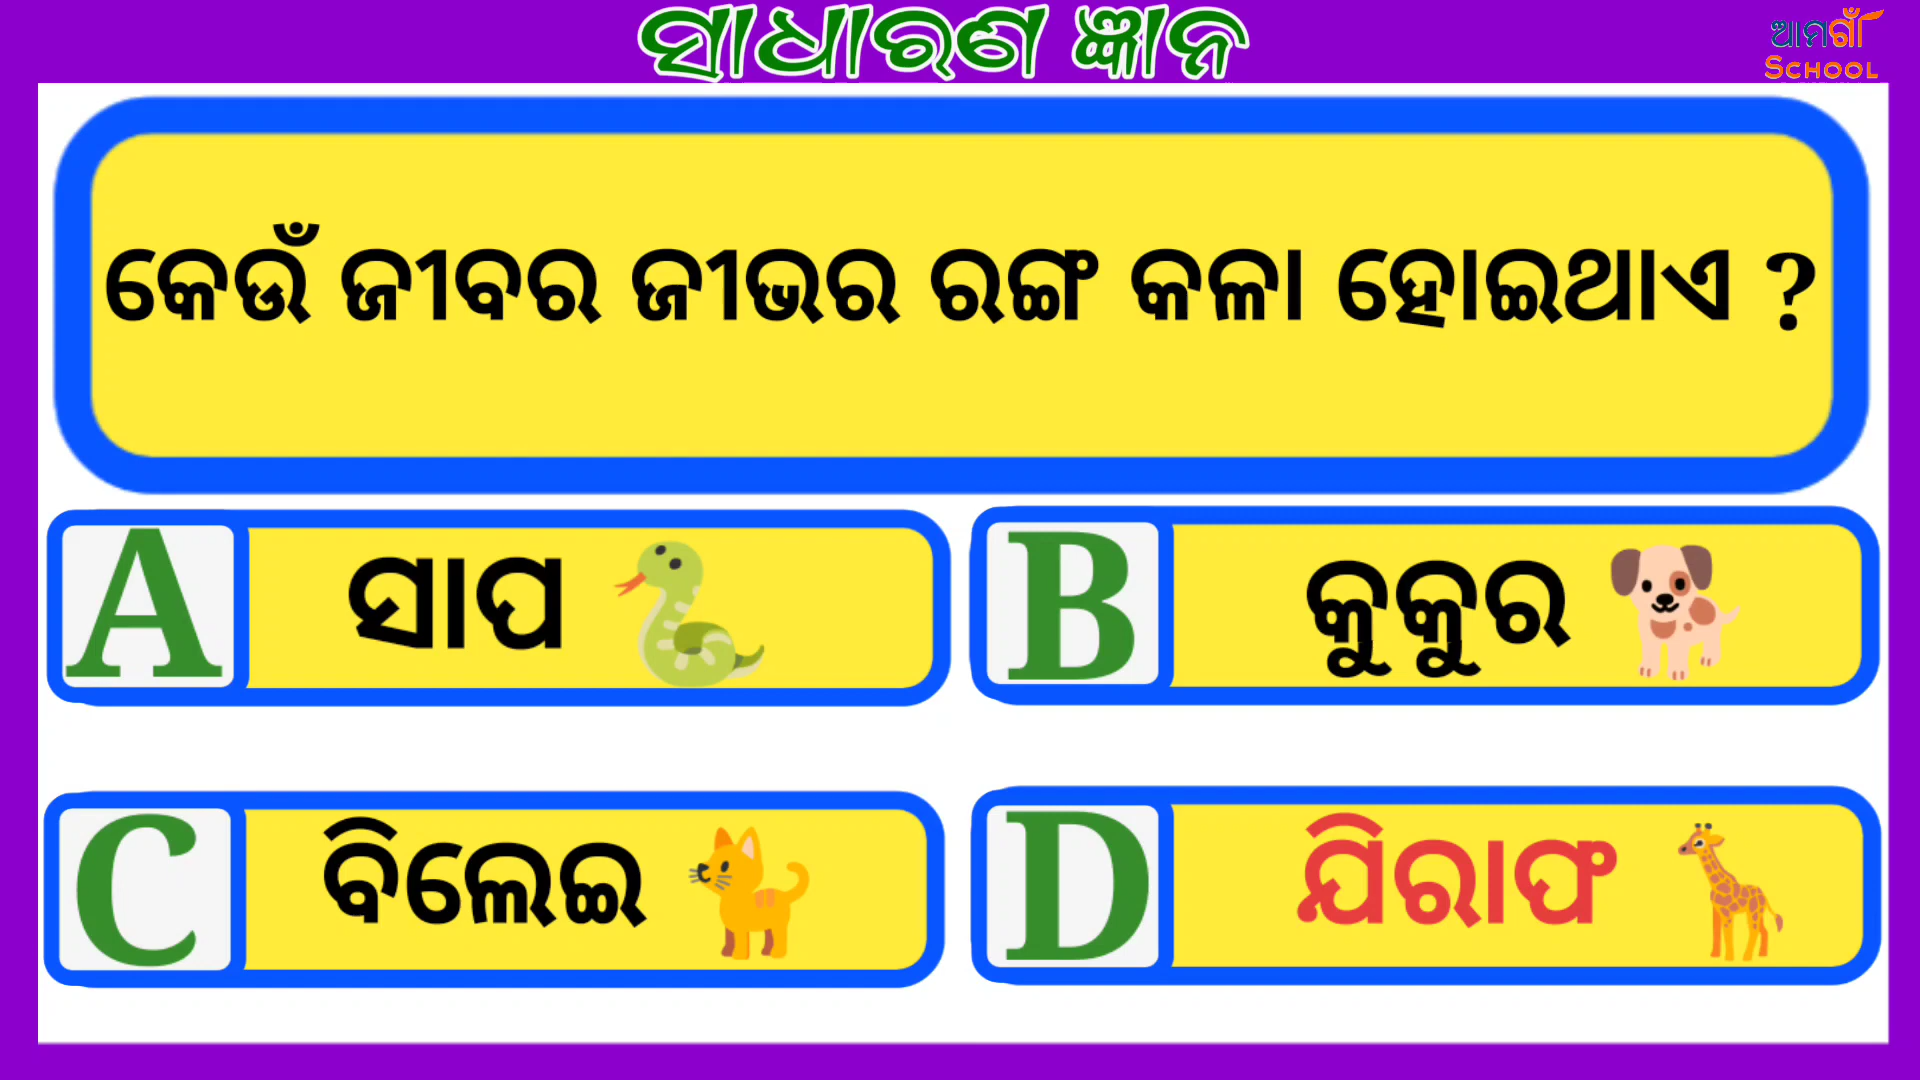 ସାଧାରଣ ଜ୍ଞାନ
ଆମଗାଁ
SCHOOL
କେଉଁ ଜୀବର ଜୀଭର ରଙ୍ଗ କଳା ହୋଇଥାଏ ?
A ସାପ
B କୁକୁର
C ବିଲେଇ
D ଯିରାଫ